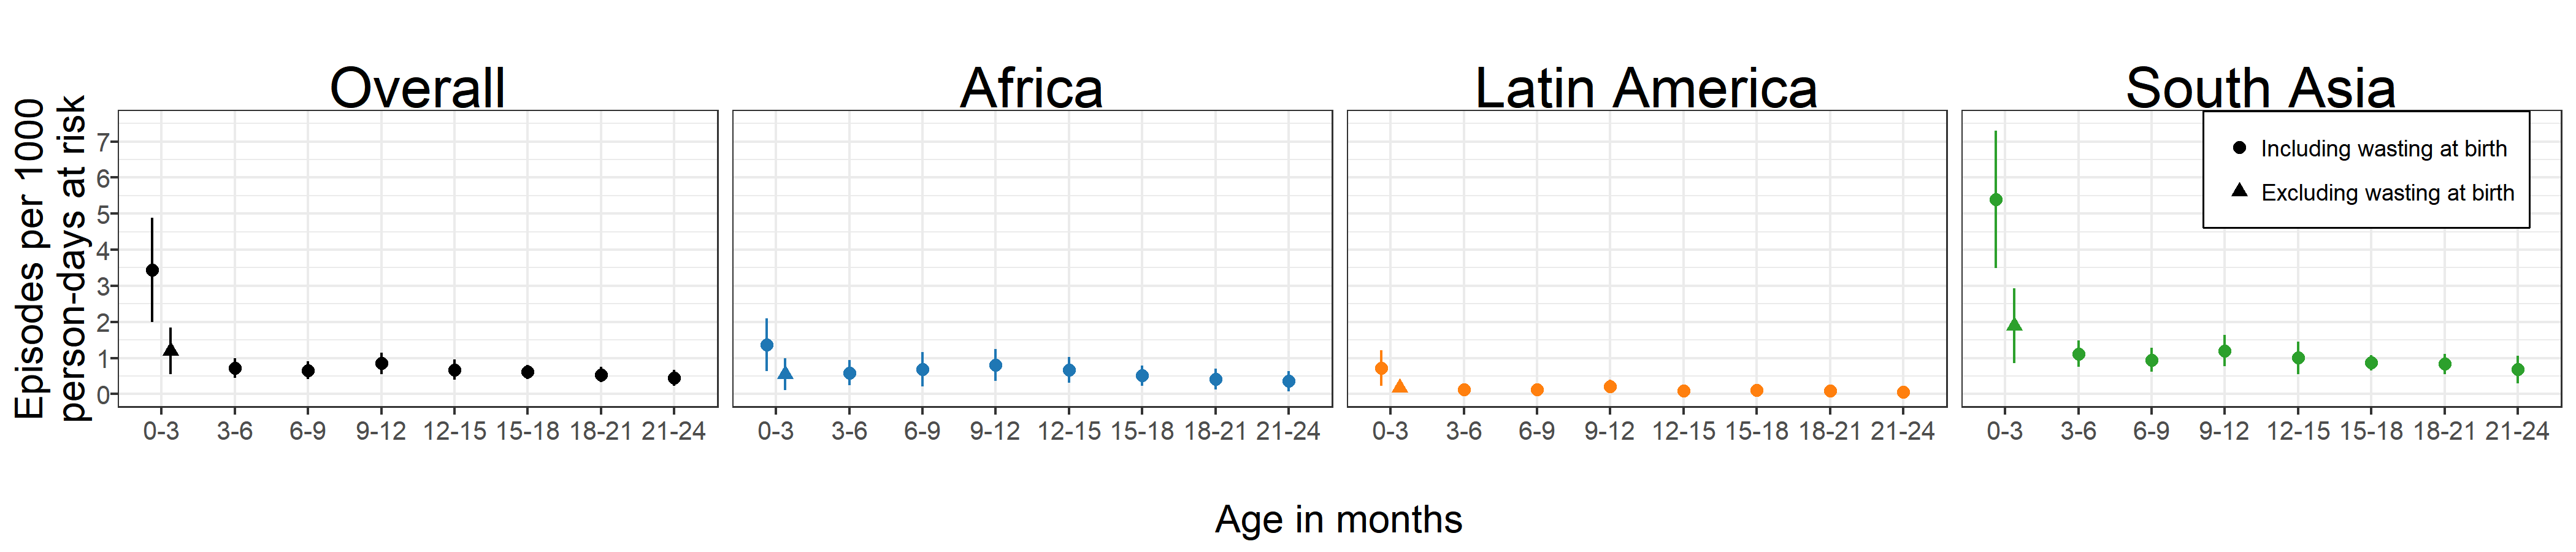 Overall
Africa
Latin America
South Asia
Episodes per 1000
person-days at risk
7
6
5
4
3
2
1
0
Including wasting at birth
Excluding wasting at birth
0-3 3-6 6-9 9-12 12-15 15-18 18-21 21-24
0-3 3-6 6-9 9-12 12-15 15-18 18-21 21-24
0-3 3-6 6-9 9-12 12-15 15-18 18-21 21-24
0-3 3-6 6-9 9-12 12-15 15-18 18-21 21-24
Age in months